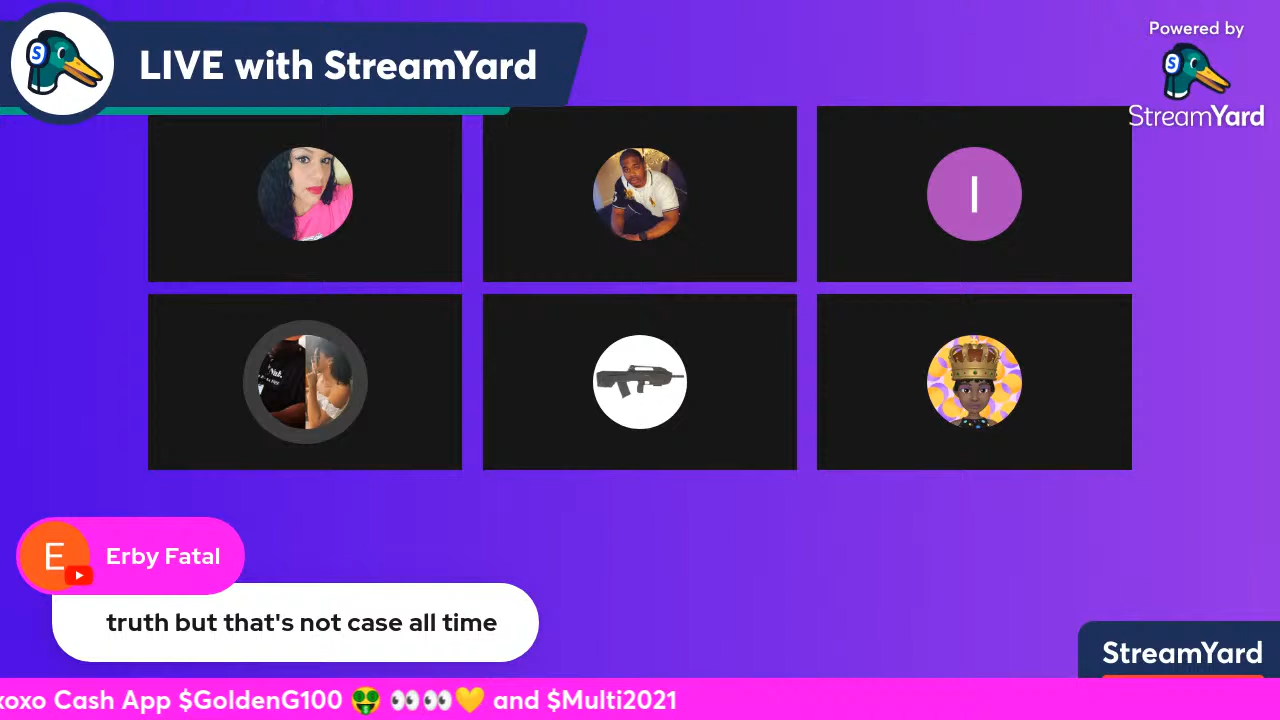 LIVE with StreamYard
Powered by
StreamYard
I
E
Erby Fatal
truth but that's not case all time
StreamYard
xoxo Cash App $GoldenG100 🤑 👀👀💛 and $Multi2021